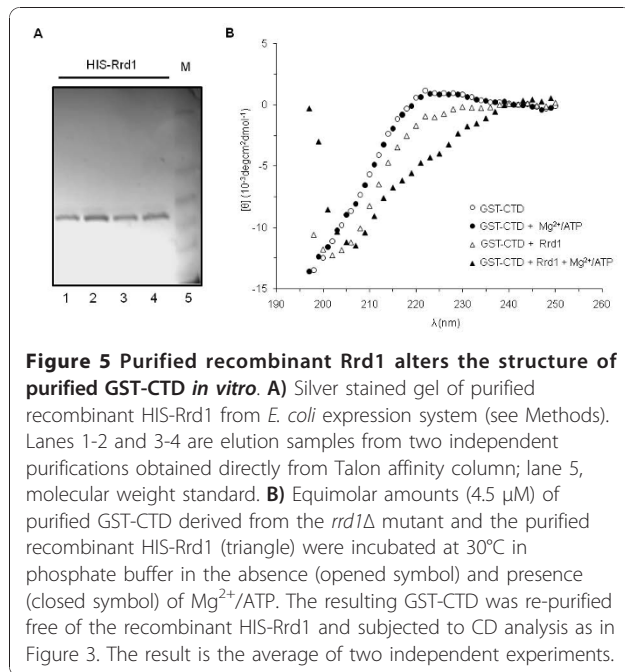 A
HIS-Rrd1
M
1 2 3 4 5
B
5
0
-5
-10
-15
[θ] (10⁻³degcm²dmol⁻¹)
190 200 210 220 230 240 250 260
λ(nm)
○ GST-CTD
● GST-CTD + Mg²⁺/ATP
△ GST-CTD + Rrd1
▲ GST-CTD + Rrd1 + Mg²⁺/ATP
Figure 5 Purified recombinant Rrd1 alters the structure of
purified GST-CTD in vitro. A) Silver stained gel of purified
recombinant HIS-Rrd1 from E. coli expression system (see Methods).
Lanes 1-2 and 3-4 are elution samples from two independent
purifications obtained directly from Talon affinity column; lane 5,
molecular weight standard. B) Equimolar amounts (4.5 μM) of
purified GST-CTD derived from the rrd1Δ mutant and the purified
recombinant HIS-Rrd1 (triangle) were incubated at 30°C in
phosphate buffer in the absence (opened symbol) and presence
(closed symbol) of Mg²⁺/ATP. The resulting GST-CTD was re-purified
free of the recombinant HIS-Rrd1 and subjected to CD analysis as in
Figure 3. The result is the average of two independent experiments.